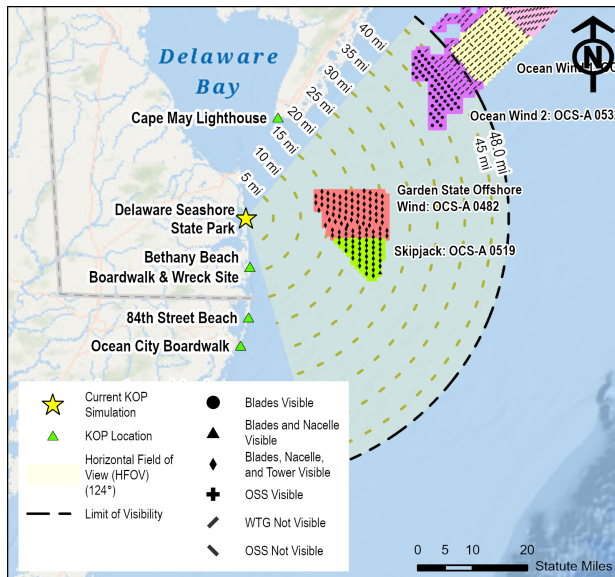 Delaware
Bay
40 mi
35 mi
30 mi
25 mi
20 mi
15 mi
10 mi
5 mi
N
Ocean Wind 1: OC
Ocean Wind 2: OCS-A 053
48.0 mi
45 mi
Cape May Lighthouse
Garden State Offshore
Wind: OCS-A 0482
Delaware Seashore
State Park
Skipjack: OCS-A 0519
Bethany Beach
Boardwalk & Wreck Site
84th Street Beach
Ocean City Boardwalk
Current KOP
Simulation
KOP Location
Horizontal Field of
View (HFOV)
(124°)
Limit of Visibility
Blades Visible
Blades and Nacelle
Visible
Blades, Nacelle,
and Tower Visible
OSS Visible
WTG Not Visible
OSS Not Visible
0 5 10 20
Statute Miles